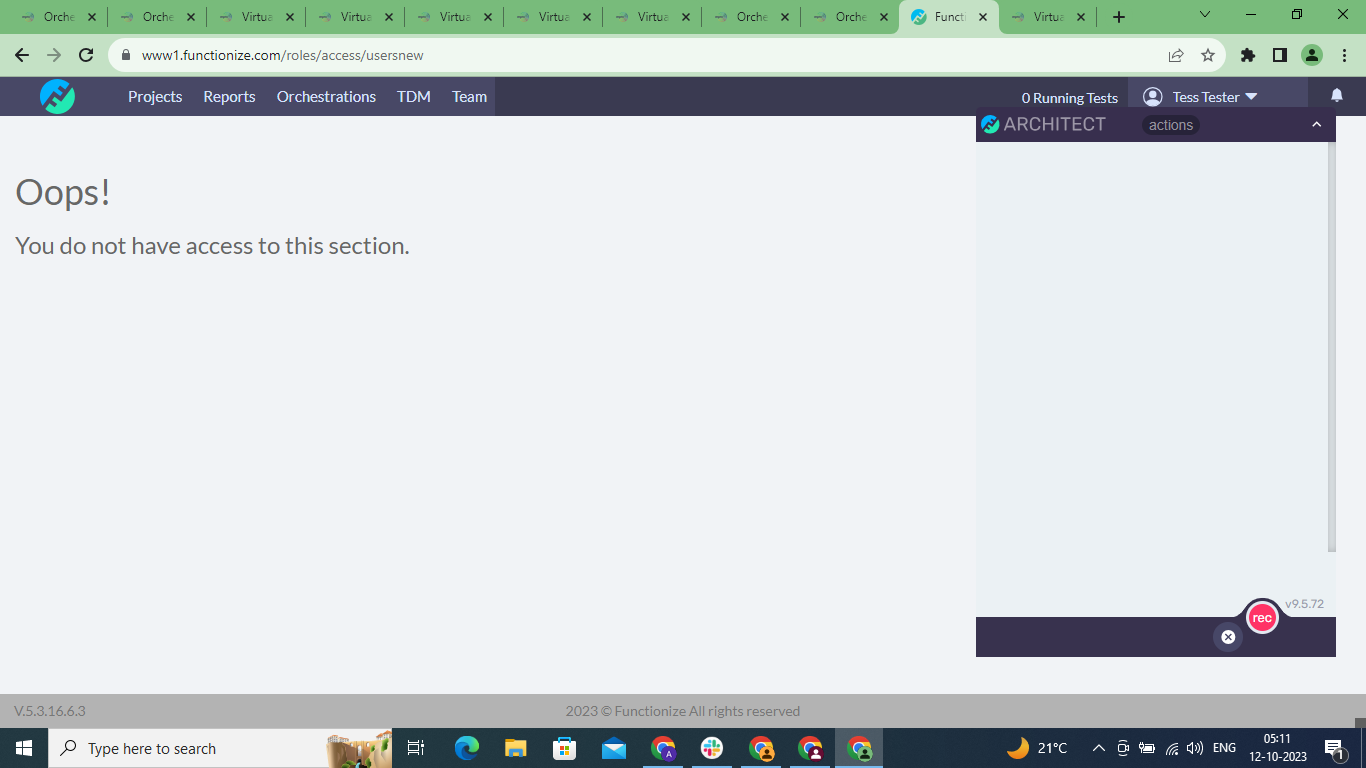 Orche Orche Virtua Virtua Virtua Virtua Virtua Orche Orche Functi Virtua
www1.functionize.com/roles/access/usersnew
Projects Reports Orchestrations TDM Team 0 Running Tests Tess Tester
ARCHITECT actions
Oops!
You do not have access to this section.
v9.5.72
rec
V.5.3.16.6.3 2023 © Functionize All rights reserved
Type here to search 21°C ENG 05:11
12-10-2023 1